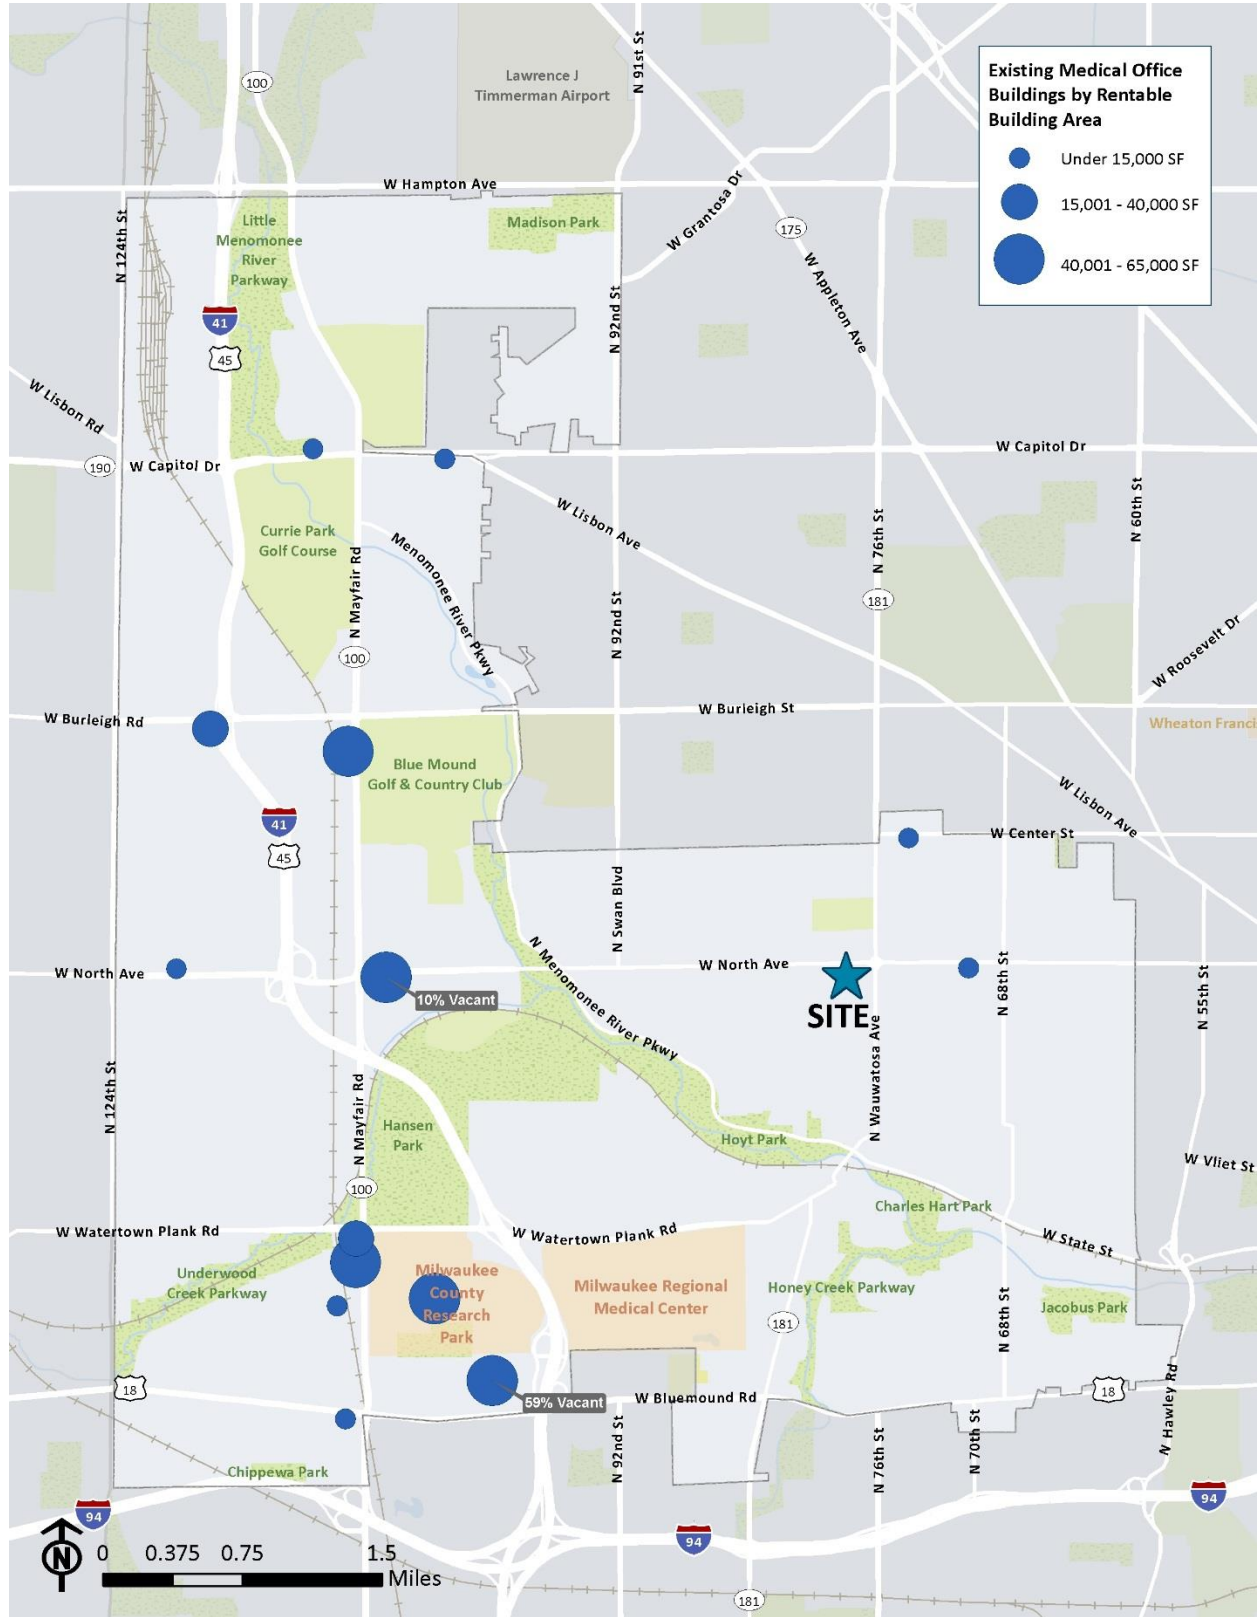 100
Lawrence J
Timmerman Airport
N 91st St
Existing Medical Office
Buildings by Rentable
Building Area
Under 15,000 SF
15,001 - 40,000 SF
40,001 - 65,000 SF
W Hampton Ave
N 124th St
Little
Menomonee
River
Parkway
Madison Park
W Grantosa Dr
175
W Appleton Ave
41
45
N 92nd St
W Lisbon Rd
190
W Capitol Dr
W Capitol Dr
W Lisbon Ave
N 76th St
N 60th St
Currie Park
Golf Course
N Mayfair Rd
Menomonee River Pkwy
N 92nd St
181
100
W Roosevelt Dr
W Burleigh Rd
W Burleigh St
Wheaton Franci
Blue Mound
Golf & Country Club
W Lisbon Ave
41
45
W Center St
N Swan Blvd
W North Ave
10% Vacant
N Menomonee River Pkwy
W North Ave
SITE
N 68th St
N 55th St
N 124th St
N Mayfair Rd
N Wauwatosa Ave
Hansen
Park
Hoyt Park
W Vliet St
100
Charles Hart Park
W Watertown Plank Rd
W Watertown Plank Rd
W State St
Underwood
Creek Parkway
Milwaukee
County
Research
Park
Milwaukee Regional
Medical Center
Honey Creek Parkway
Jacobus Park
181
N 68th St
18
59% Vacant
W Bluemound Rd
18
N Hawley Rd
N 92nd St
N 76th St
N 70th St
Chippewa Park
94
94
94
N
0 0.375 0.75 1.5
Miles
181